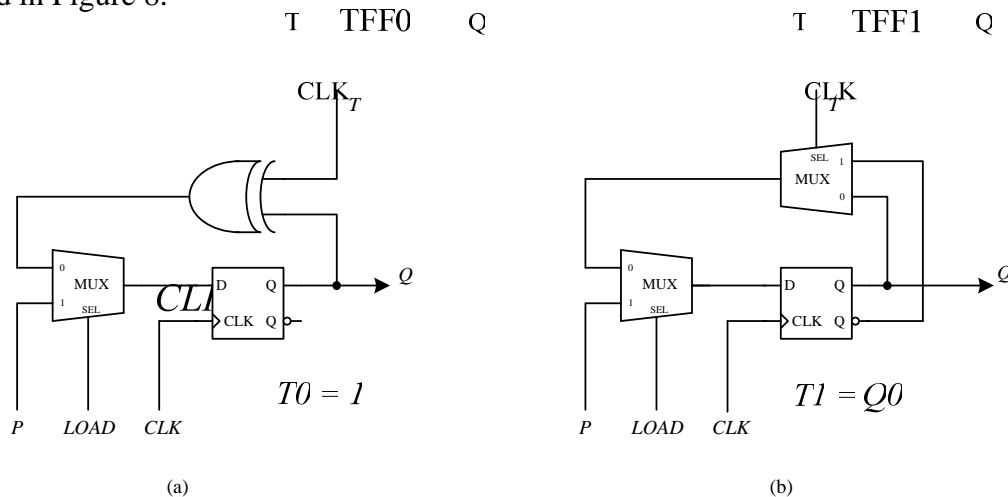 d in Figure 8.
T TFF0 Q T TFF1 Q
CLK T CLK T
SEL 1
MUX
0
0 MUX 1 SEL
D Q CLK Q
Q
0 MUX 1 SEL
D Q CLK Q
Q
T0 = 1 T1 = Q0
P LOAD CLK P LOAD CLK
(a) (b)